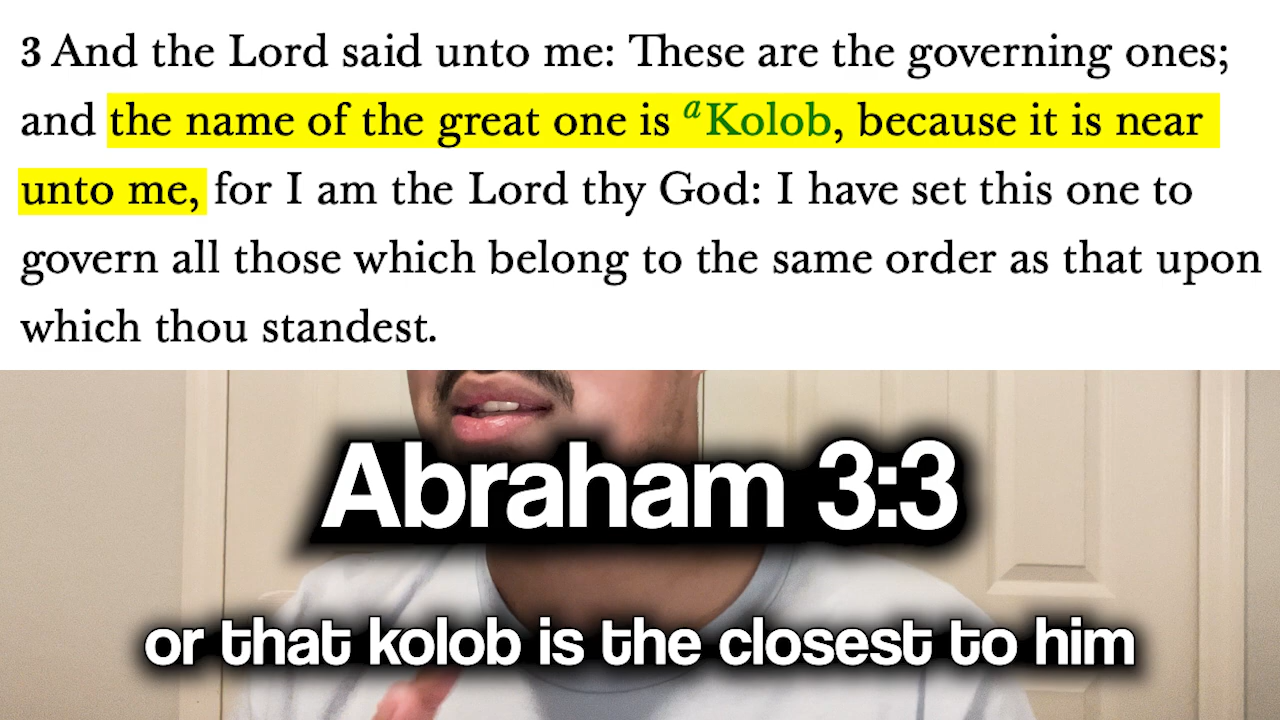 3 And the Lord said unto me: These are the governing ones;
and the name of the great one is a Kolob, because it is near
unto me, for I am the Lord thy God: I have set this one to
govern all those which belong to the same order as that upon
which thou standest.
Abraham 3:3
or that kolob is the closest to him